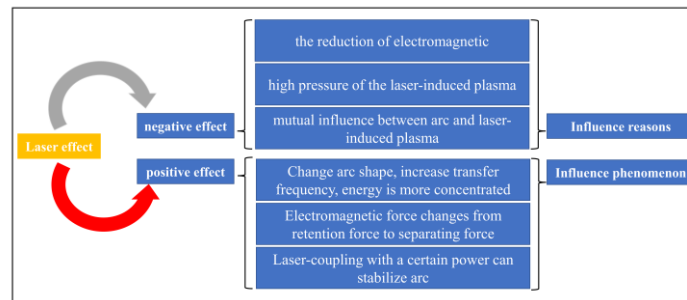 the reduction of electromagnetic
high pressure of the laser-induced plasma
negative effect
mutual influence between arc and laser-
induced plasma
Influence reasons
Laser effect
positive effect
Change arc shape, increase transfer
frequency, energy is more concentrated
Influence phenomenon
Electromagnetic force changes from
retention force to separating force
Laser-coupling with a certain power can
stabilize arc